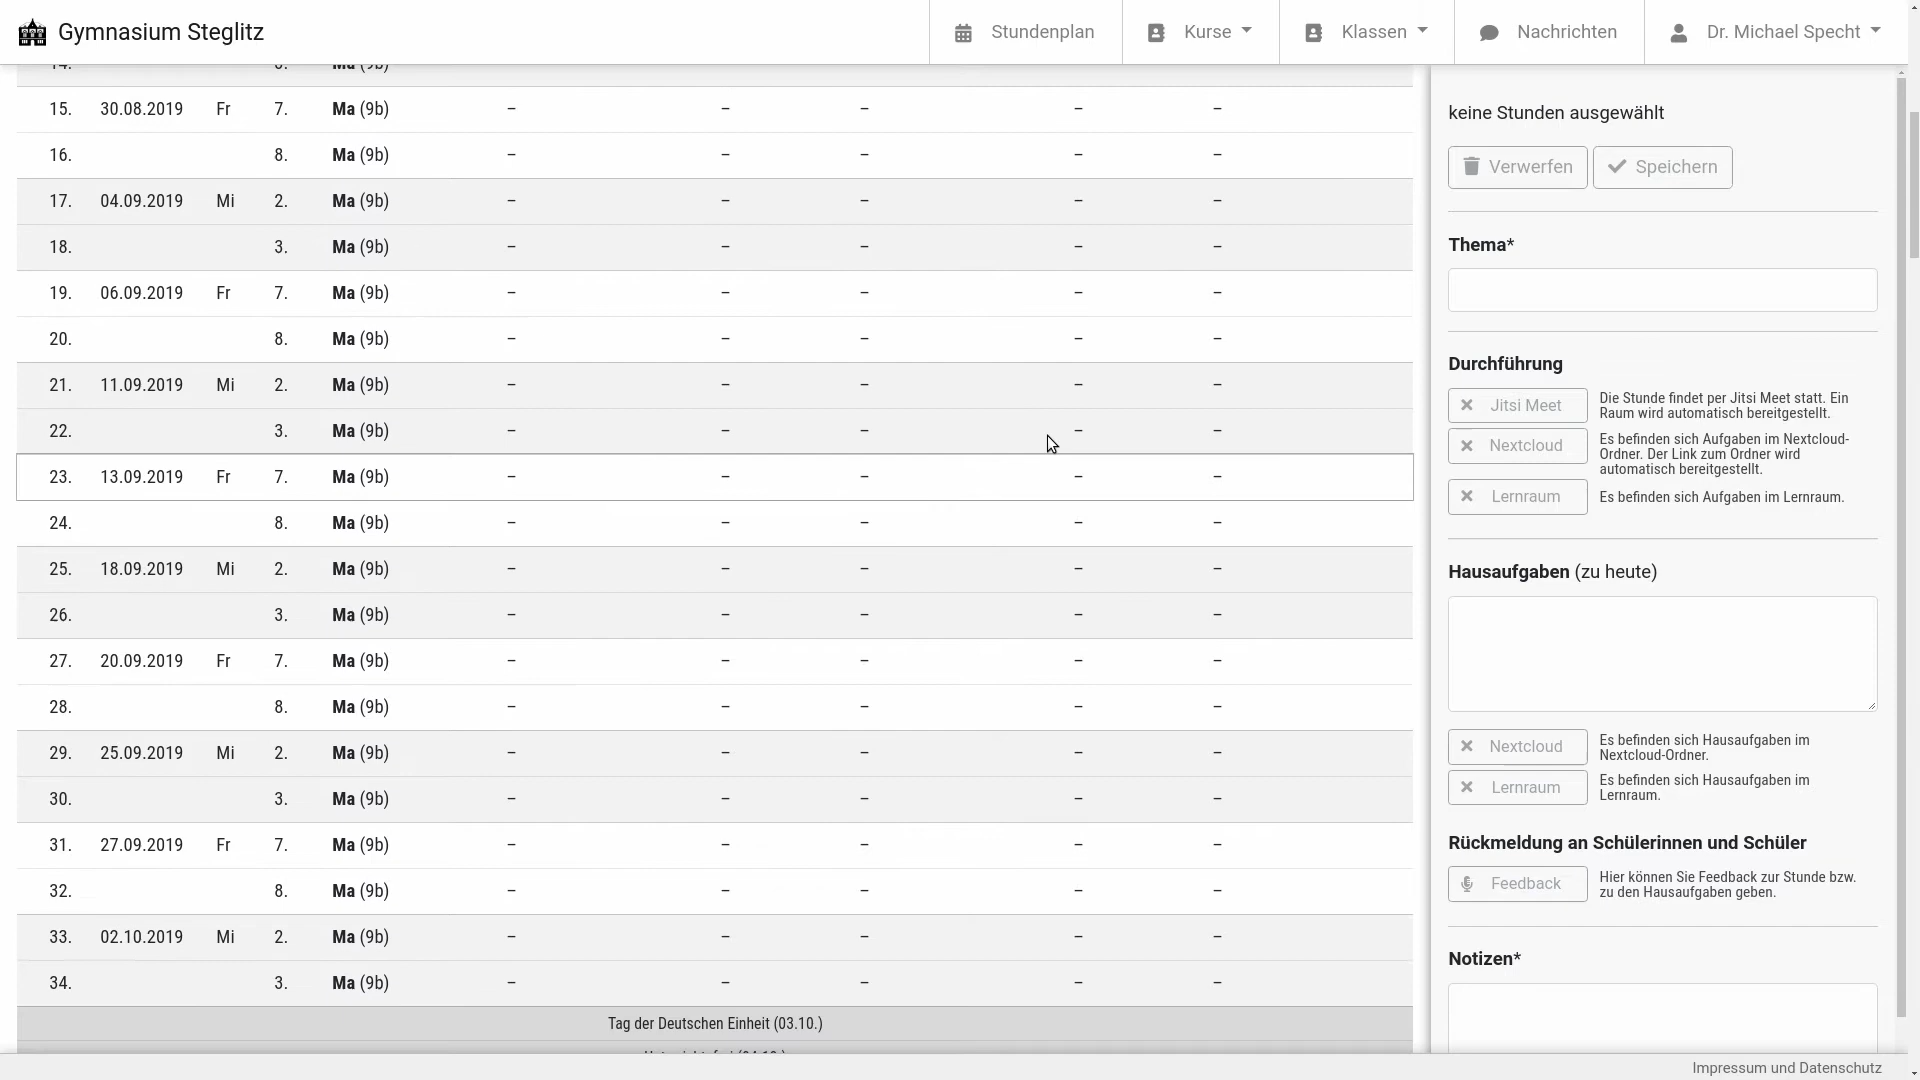 Gymnasium Steglitz
Stundenplan
Kurse
Klassen
Nachrichten
Dr. Michael Specht
15. 30.08.2019 Fr 7. Ma (9b) – – – – –
16. 8. Ma (9b) – – – – –
17. 04.09.2019 Mi 2. Ma (9b) – – – – –
18. 3. Ma (9b) – – – – –
19. 06.09.2019 Fr 7. Ma (9b) – – – – –
20. 8. Ma (9b) – – – – –
21. 11.09.2019 Mi 2. Ma (9b) – – – – –
22. 3. Ma (9b) – – – – –
23. 13.09.2019 Fr 7. Ma (9b) – – – – –
24. 8. Ma (9b) – – – – –
25. 18.09.2019 Mi 2. Ma (9b) – – – – –
26. 3. Ma (9b) – – – – –
27. 20.09.2019 Fr 7. Ma (9b) – – – – –
28. 8. Ma (9b) – – – – –
29. 25.09.2019 Mi 2. Ma (9b) – – – – –
30. 3. Ma (9b) – – – – –
31. 27.09.2019 Fr 7. Ma (9b) – – – – –
32. 8. Ma (9b) – – – – –
33. 02.10.2019 Mi 2. Ma (9b) – – – – –
34. 3. Ma (9b) – – – – –
Tag der Deutschen Einheit (03.10.)
keine Stunden ausgewählt
Verwerfen
Speichern
Thema*
Durchführung
Jitsi Meet
Die Stunde findet per Jitsi Meet statt. Ein
Raum wird automatisch bereitgestellt.
Nextcloud
Es befinden sich Aufgaben im Nextcloud-
Ordner. Der Link zum Ordner wird
automatisch bereitgestellt.
Lernraum
Es befinden sich Aufgaben im Lernraum.
Hausaufgaben (zu heute)
Nextcloud
Es befinden sich Hausaufgaben im
Nextcloud-Ordner.
Lernraum
Es befinden sich Hausaufgaben im
Lernraum.
Rückmeldung an Schülerinnen und Schüler
Feedback
Hier können Sie Feedback zur Stunde bzw.
zu den Hausaufgaben geben.
Notizen*
Impressum und Datenschutz